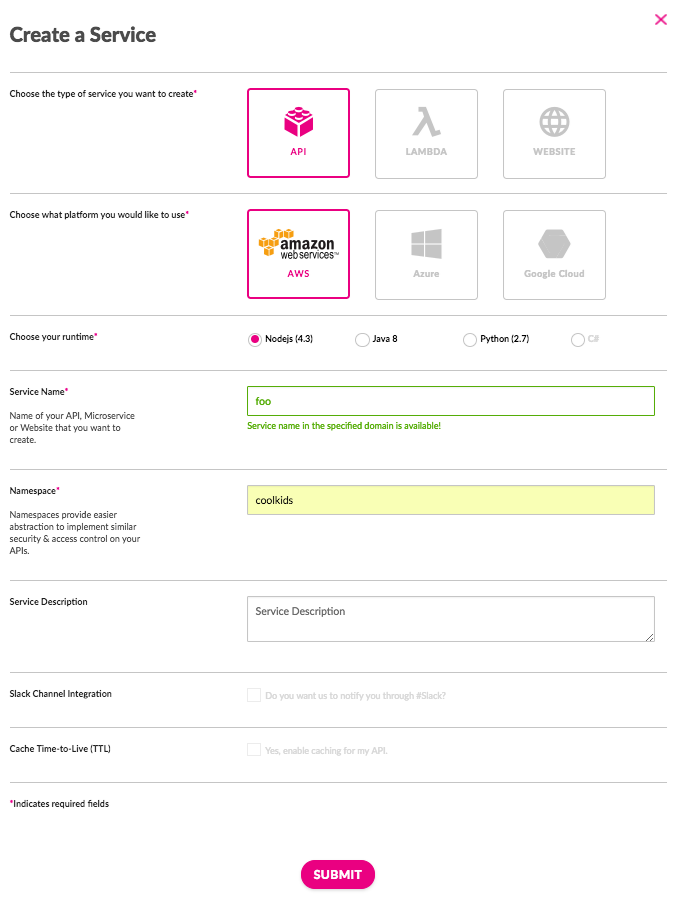 Create a Service
Choose the type of service you want to create*
API
LAMBDA
WEBSITE
Choose what platform you would like to use*
amazon
web services™
AWS
Azure
Google Cloud
Choose your runtime*
Nodejs (4.3)
Java 8
Python (2.7)
C#
Service Name*
Name of your API, Microservice
or Website that you want to
create.
foo
Service name in the specified domain is available!
Namespace*
Namespaces provide easier
abstraction to implement similar
security & access control on your
APIs.
coolkids
Service Description
Service Description
Slack Channel Integration
Do you want us to notify you through #Slack?
Cache Time-to-Live (TTL)
Yes, enable caching for my API.
*Indicates required fields
SUBMIT